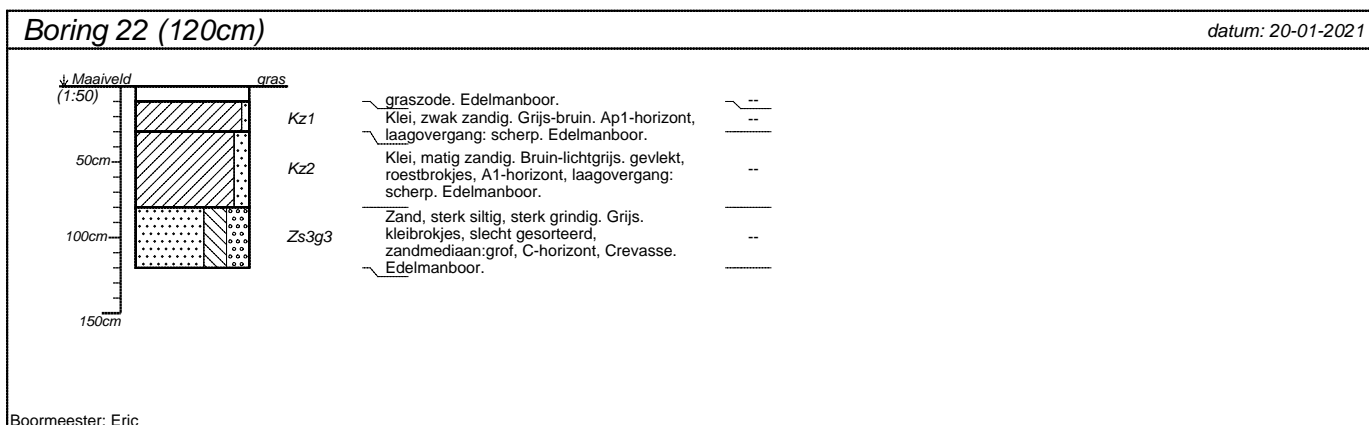 Boring 22 (120cm)
datum: 20-01-2021
Maaiveld
gras
(1:50)
graszode. Edelmanboor.
--
Kz1
Klei, zwak zandig. Grijs-bruin. Ap1-horizont,
--
laagovergang: scherp. Edelmanboor.
50cm
Kz2
Klei, matig zandig. Bruin-lichtgrijs. gevlekt,
roestbrokjes, A1-horizont, laagovergang:
--
scherp. Edelmanboor.
Zand, sterk siltig, sterk grindig. Grijs.
100cm
Zs3g3
kleibrokjes, slecht gesorteerd,
--
zandmediaan:grof, C-horizont, Crevasse.
Edelmanboor.
150cm
Boormeester: Eric